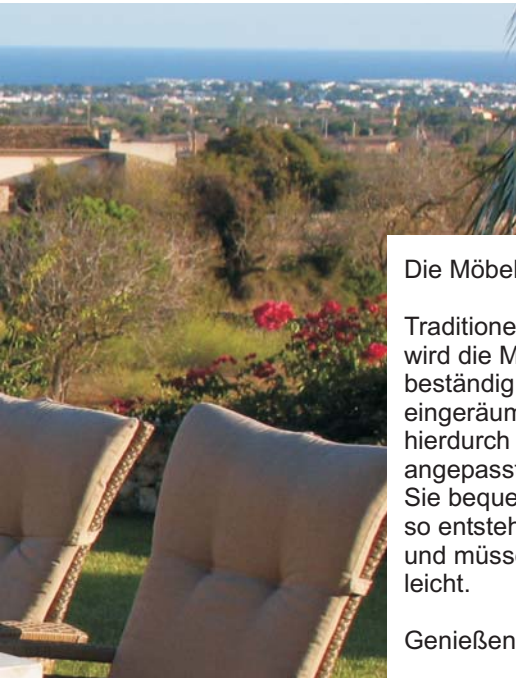 Die Möbel
Traditione
wird die M
beständig
eingeräum
hierdurch
angepasst
Sie beque
so entsteh
und müsse
leicht.
Genießen